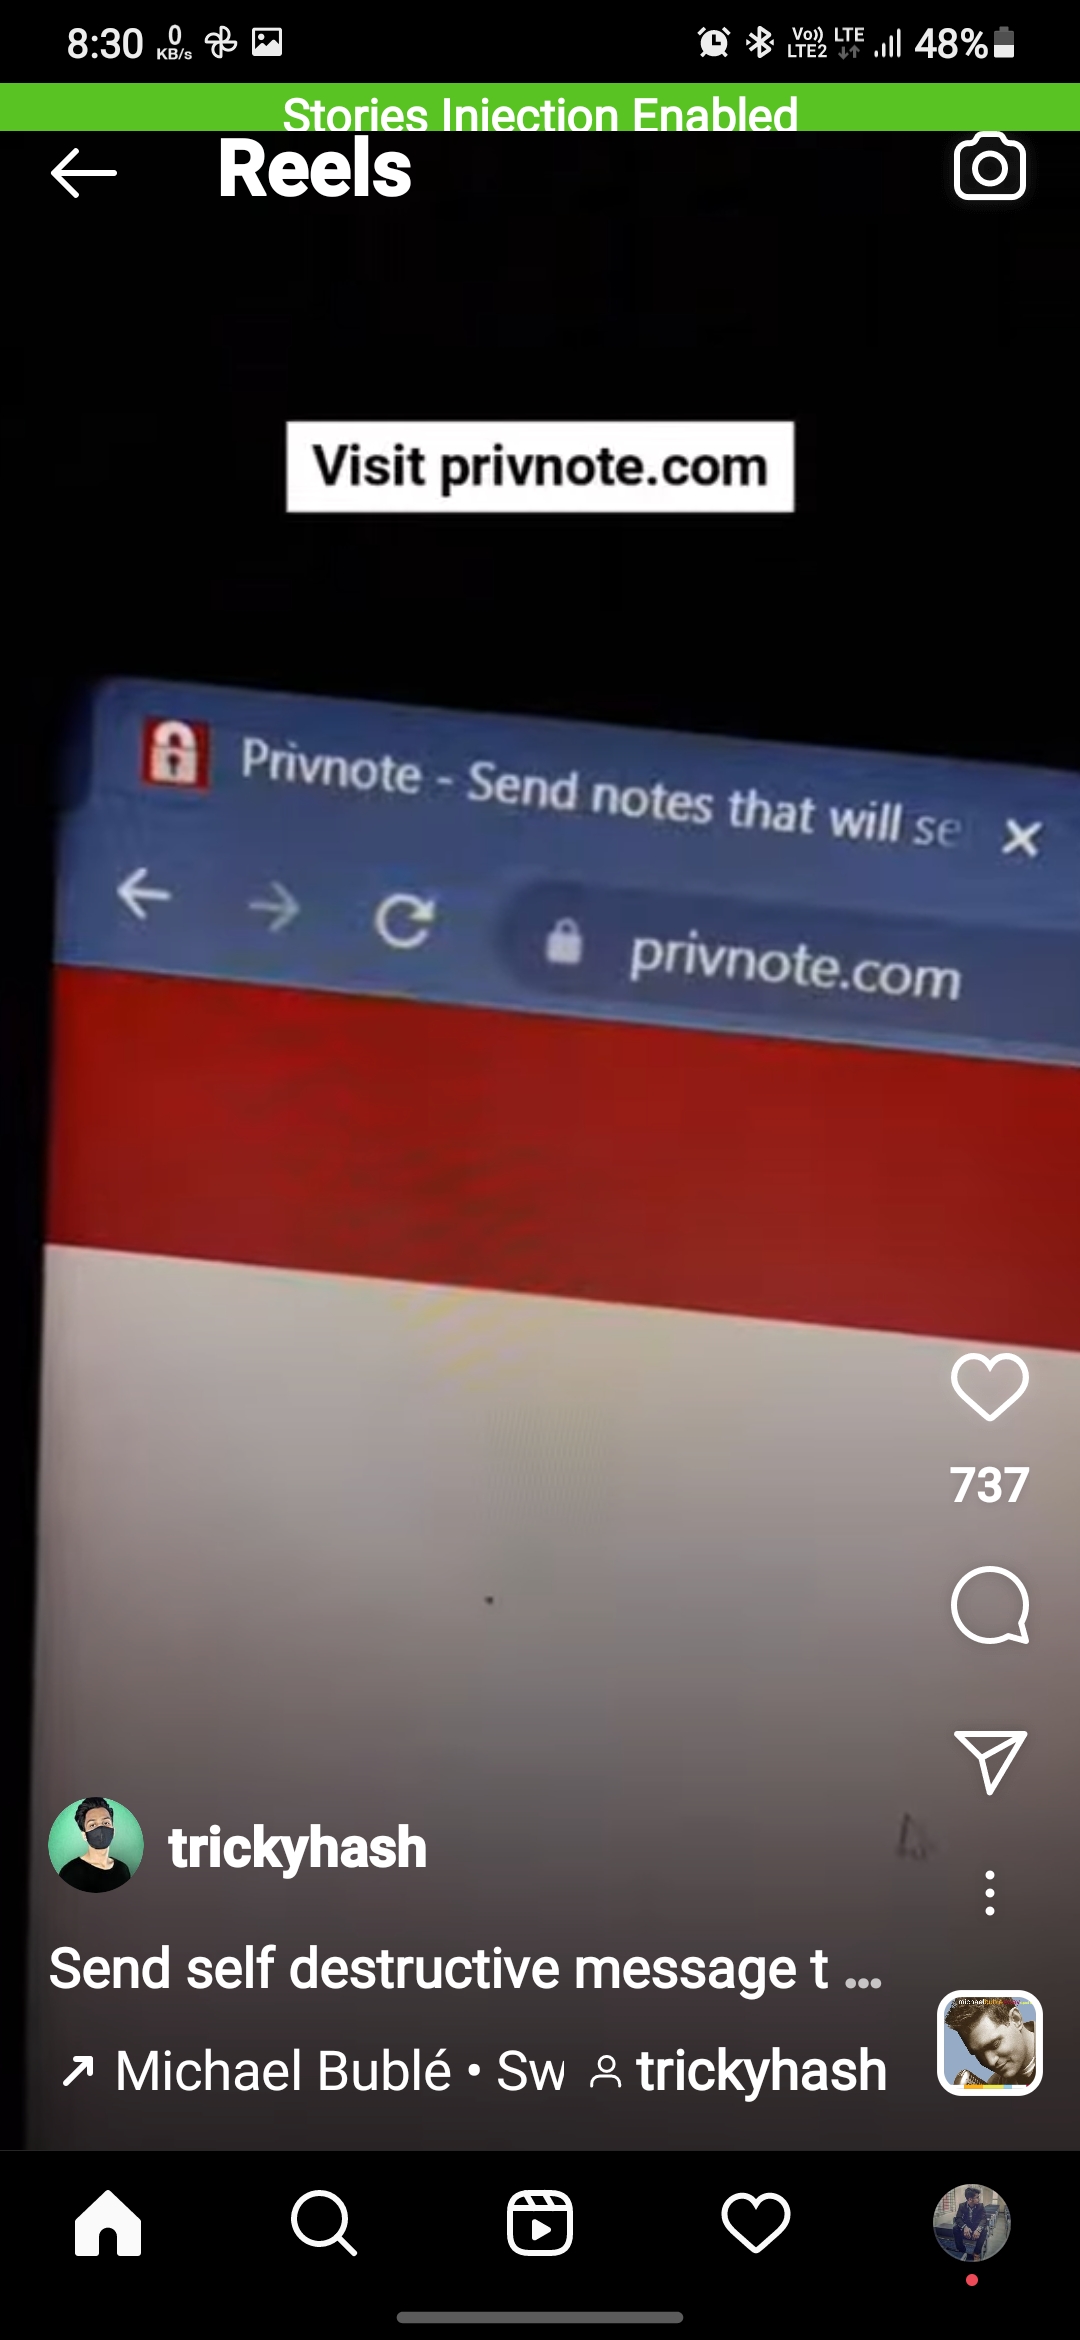 8:30 0 KB/s Vo)) LTE2 LTE 48%
Stories Injection Enabled
Reels
Visit privnote.com
Privnote - Send notes that will se
privnote.com
737
trickyhash
Send self destructive message t ...
Michael Bublé • Sw trickyhash